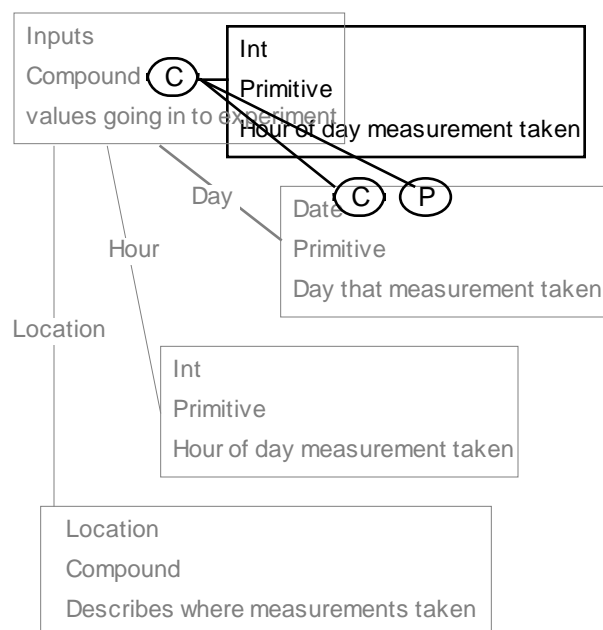 Inputs
Compound
values going in to experiment
C
Int
Primitive
Hour of day measurement taken
C
P
Day
Date
Primitive
Day that measurement taken
Hour
Location
Int
Primitive
Hour of day measurement taken
Location
Compound
Describes where measurements taken